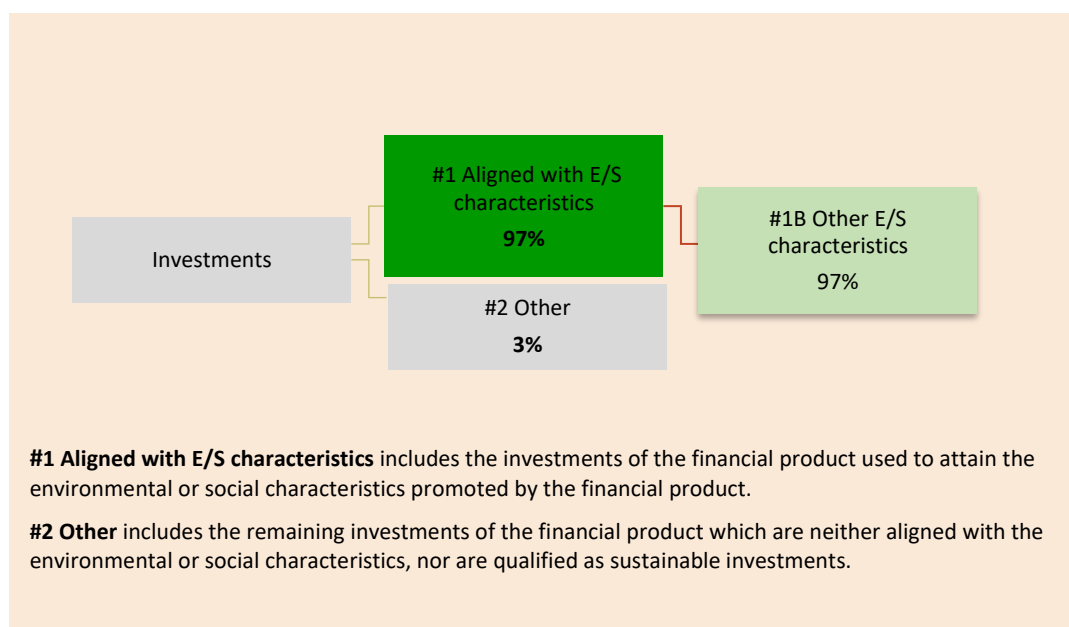 #1 Aligned with E/S
characteristics
97%
#1B Other E/S
characteristics
97%
Investments
#2 Other
3%
#1 Aligned with E/S characteristics includes the investments of the financial product used to attain the
environmental or social characteristics promoted by the financial product.
#2 Other includes the remaining investments of the financial product which are neither aligned with the
environmental or social characteristics, nor are qualified as sustainable investments.